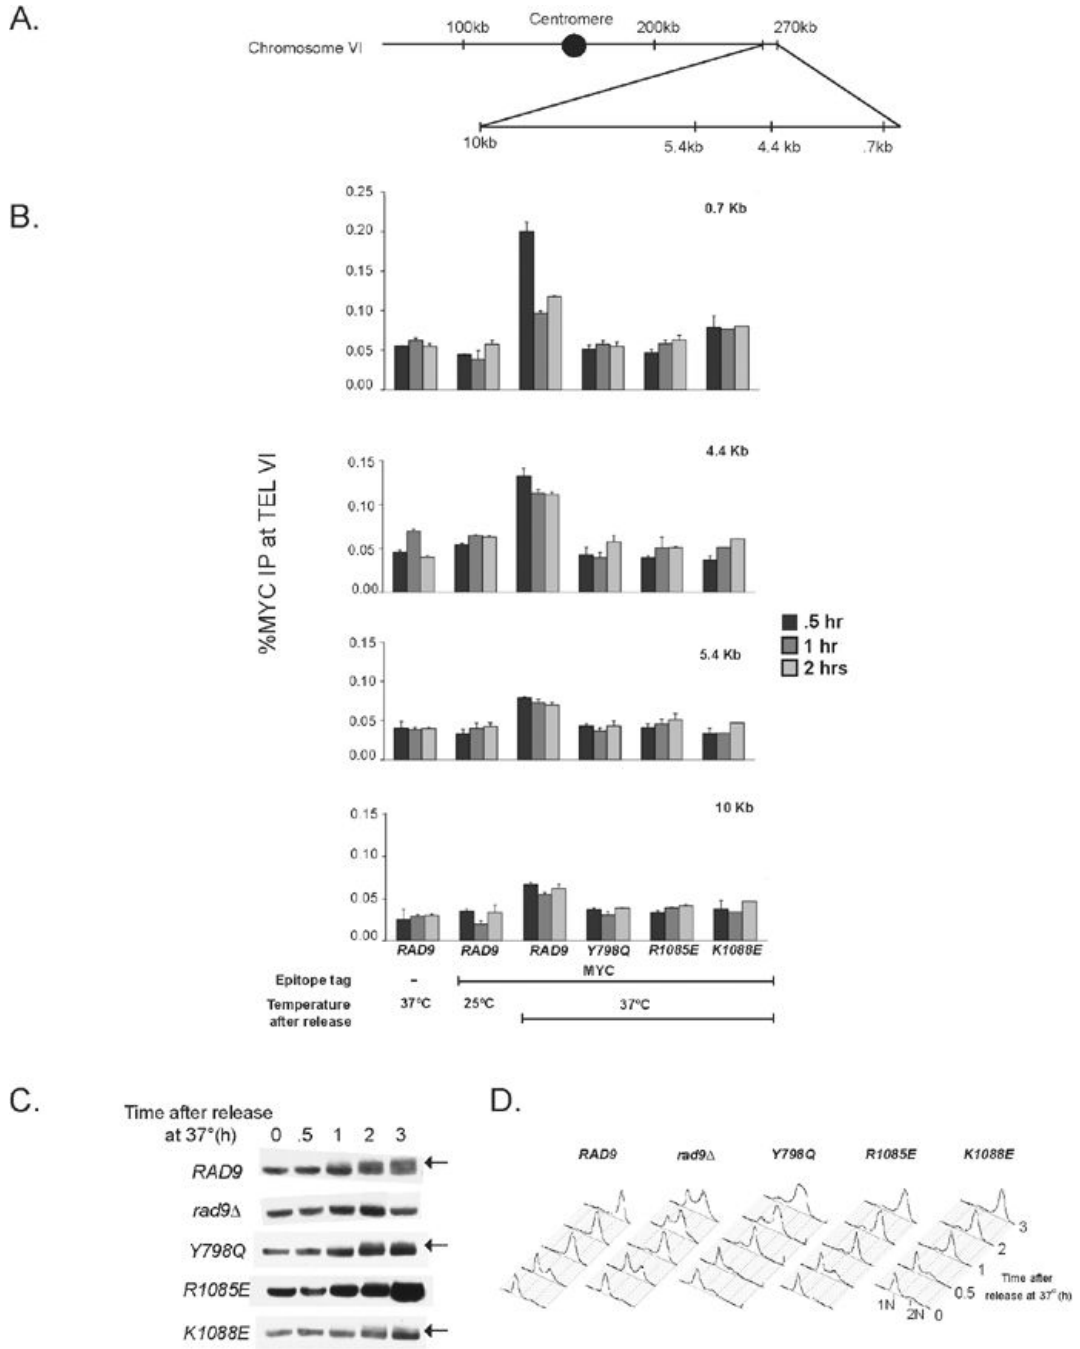 A.
Centromere
100kb
200kb
270kb
Chromosome VI
10kb
5.4kb
4.4 kb
.7kb
B.
%MYC IP at TEL VI
0.7 Kb
0.25
0.20
0.15
0.10
0.05
0.00
4.4 Kb
0.15
0.10
0.05
0.00
5.4 Kb
0.15
0.10
0.05
0.00
10 Kb
0.15
0.10
0.05
0.00
.5 hr
1 hr
2 hrs
RAD9 RAD9 RAD9 Y798Q R1085E K1088E
Epitope tag - MYC
Temperature after release 37°C 25°C 37°C
C.
Time after release
at 37°(h) 0 .5 1 2 3
RAD9
rad9Δ
Y798Q
R1085E
K1088E
D.
RAD9 rad9Δ Y798Q R1085E K1088E
3
2
1
0.5
0
Time after
release at 37°(h)
1N
2N